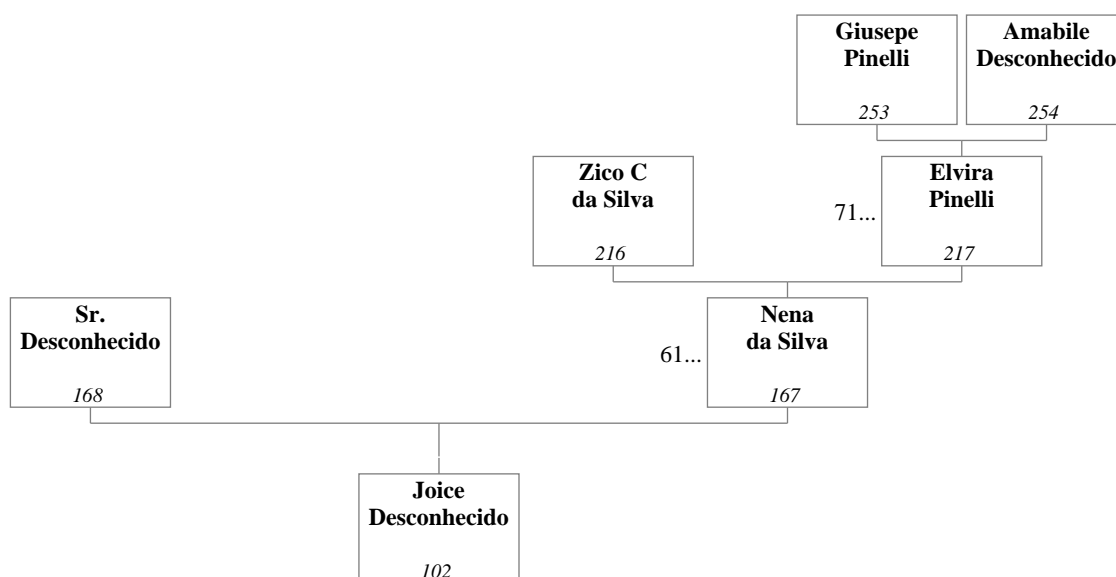 Giusepe
Pinelli
253
Amabile
Desconhecido
254
Zico C
da Silva
216
71...
Elvira
Pinelli
217
Sr.
Desconhecido
168
61...
Nena
da Silva
167
Joice
Desconhecido
102